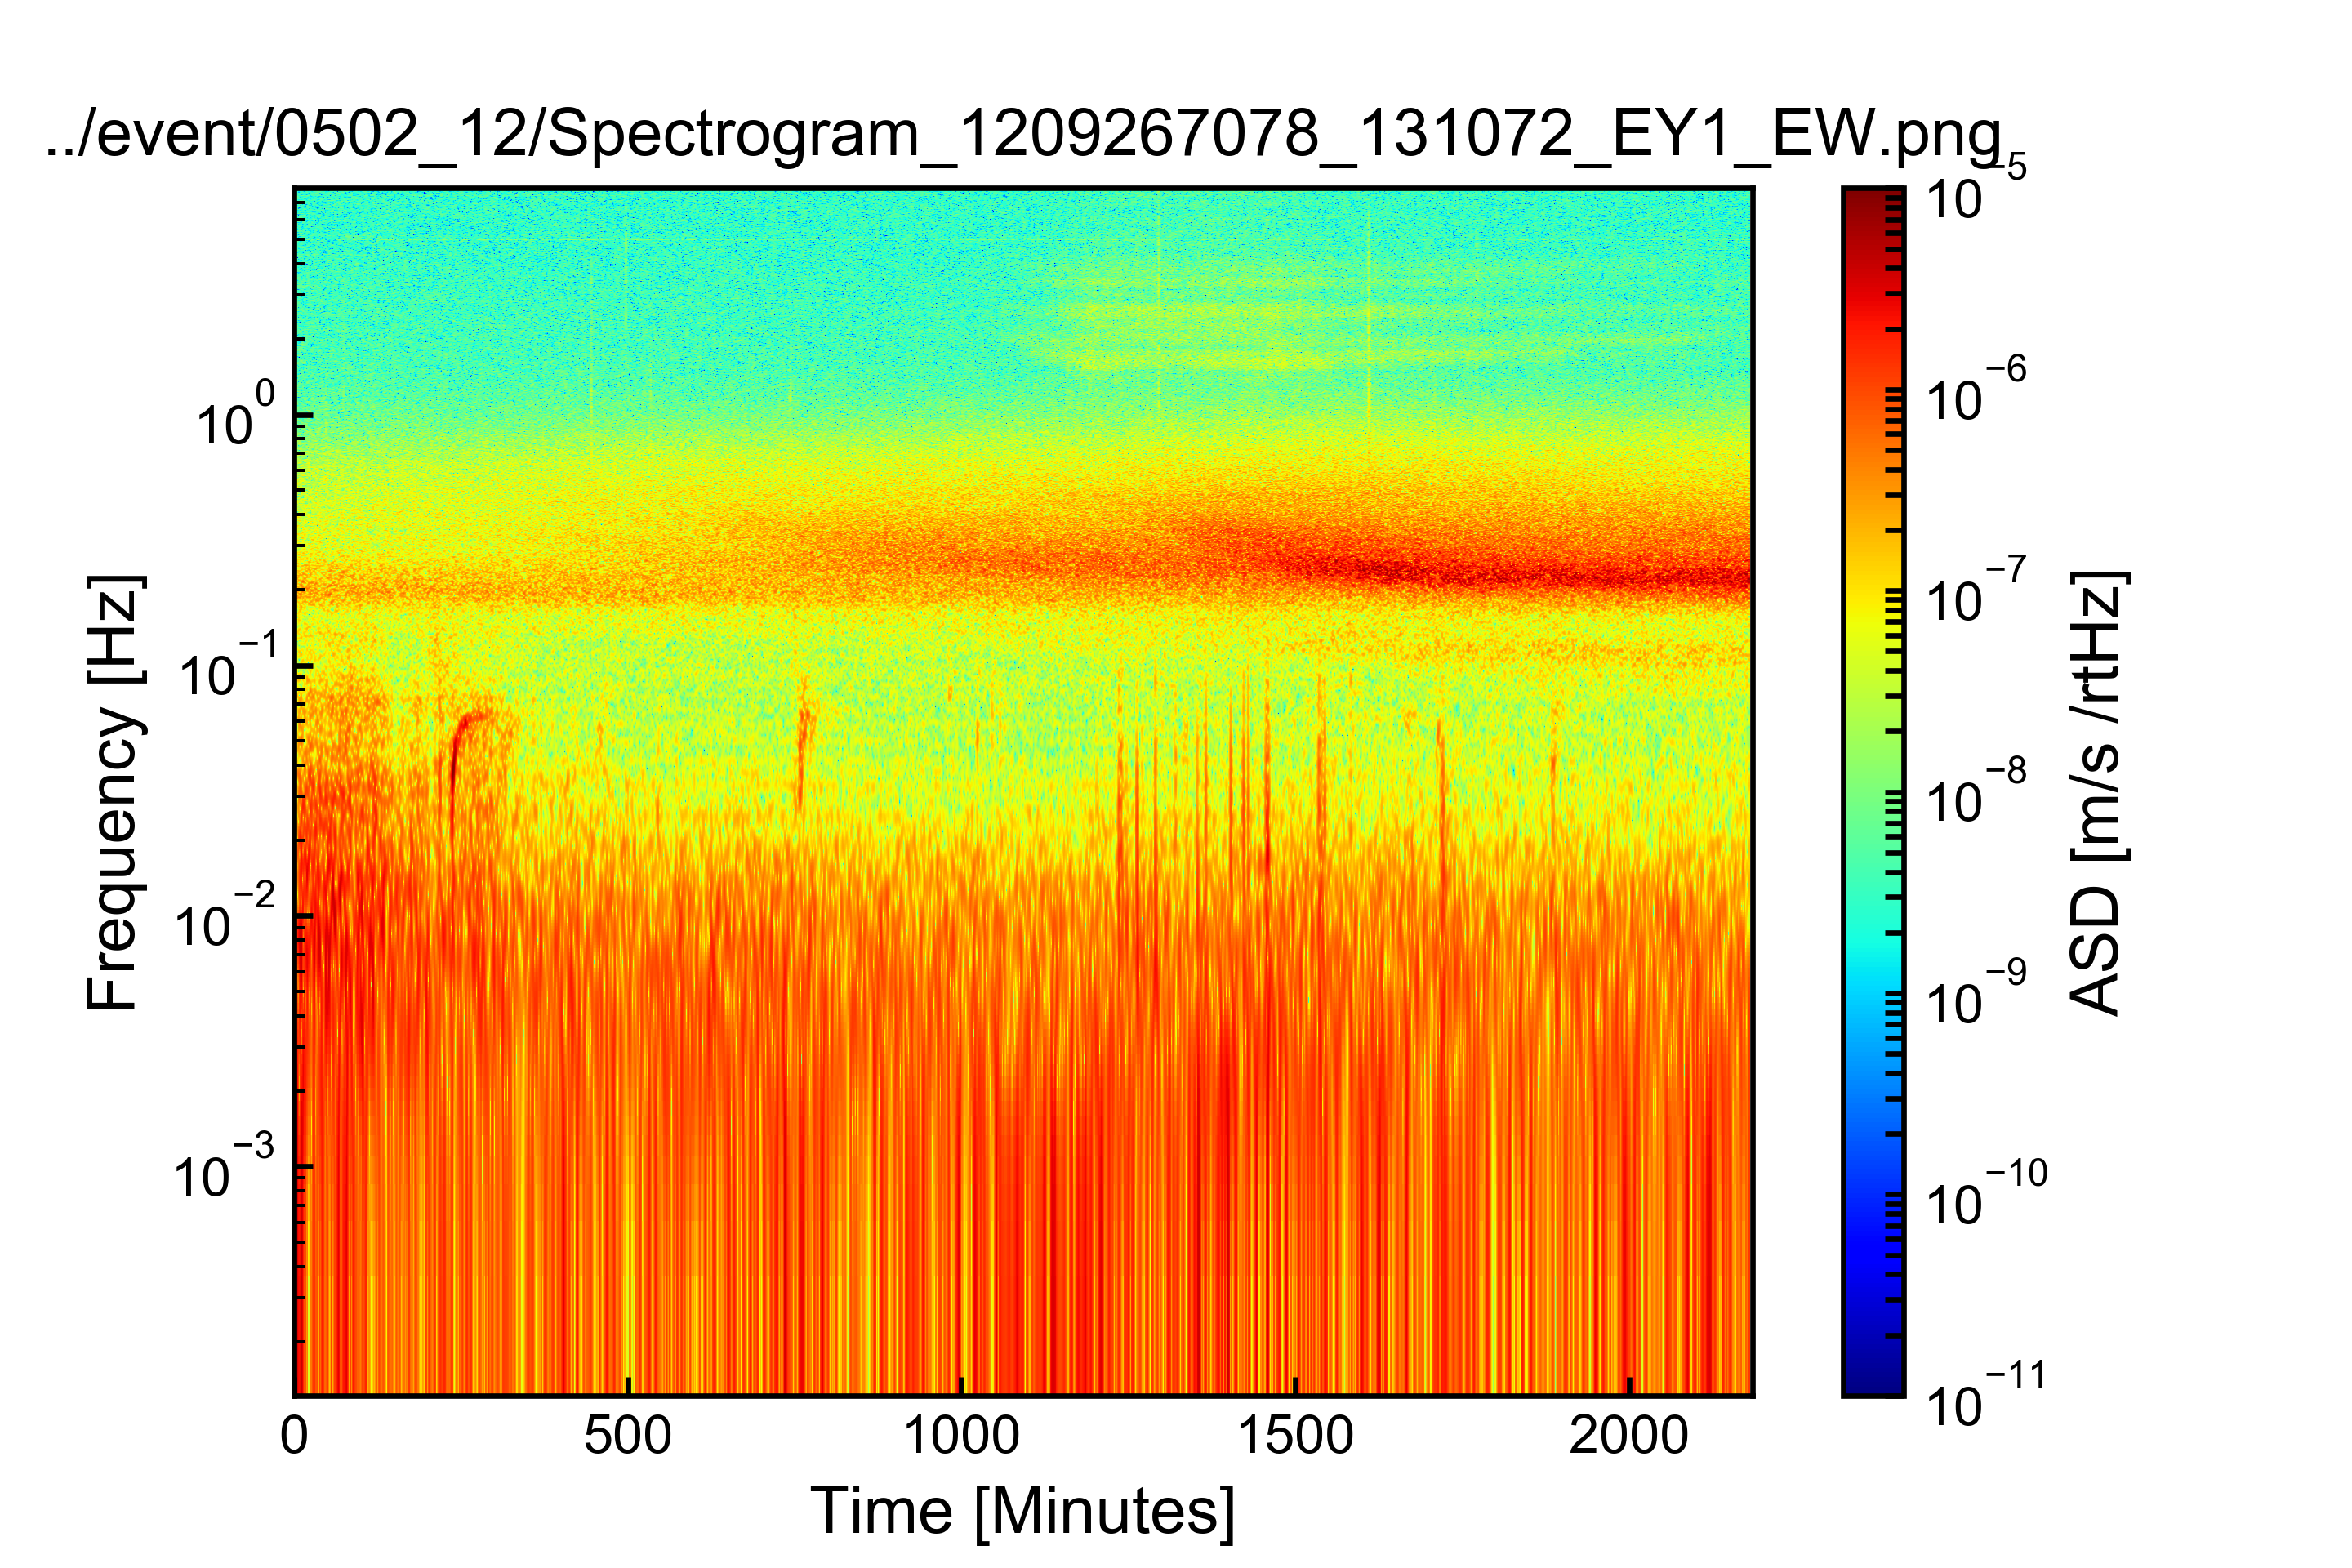 ../event/0502_12/Spectrogram_1209267078_131072_EY1_EW.png
Frequency [Hz]
10^0
10^−1
10^−2
10^−3
0 500 1000 1500 2000
Time [Minutes]
10^−5
10^−6
10^−7
10^−8
10^−9
10^−10
10^−11
ASD [m/s /rtHz]